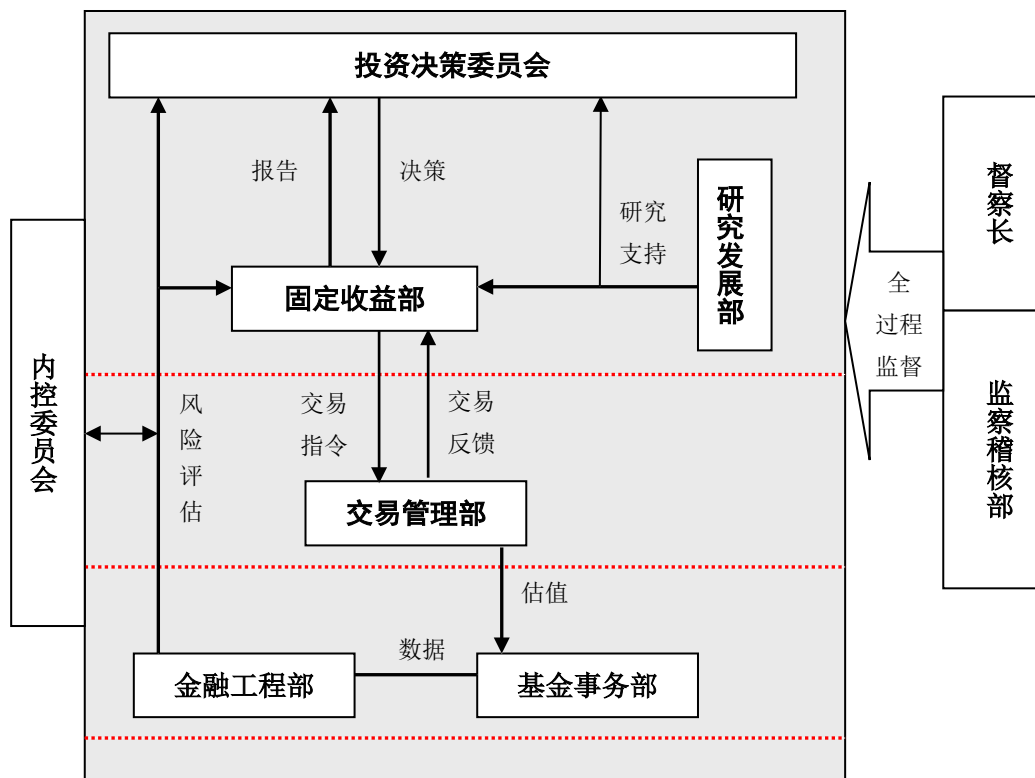 投资决策委员会
报告
决策
研究
支持
研究发展部
固定收益部
督察长
全
过程
监督
监察稽核部
内控委员会
风险评估
交易
指令
交易
反馈
交易管理部
估值
数据
金融工程部
基金事务部